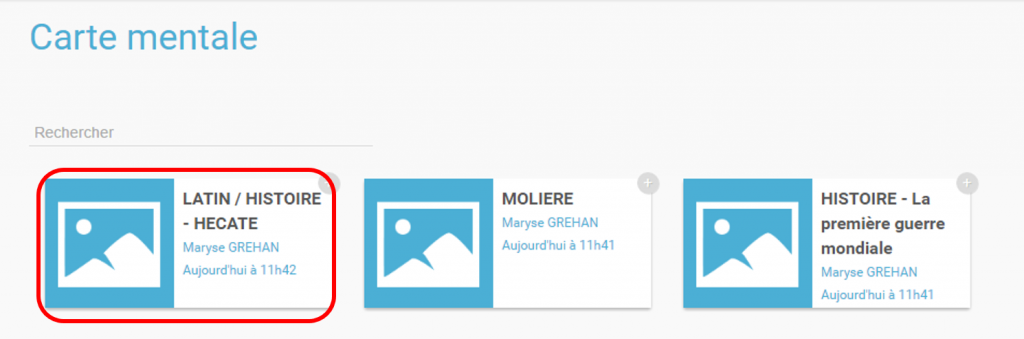 Carte mentale
Rechercher
LATIN / HISTOIRE
- HECATE
Maryse GREHAN
Aujourd'hui à 11h42
MOLIERE
Maryse GREHAN
Aujourd'hui à 11h41
HISTOIRE - La
première guerre
mondiale
Maryse GREHAN
Aujourd'hui à 11h41